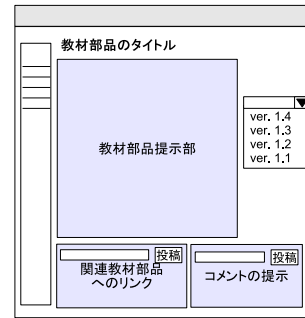 教材部品のタイトル
教材部品提示部
ver. 1.4
ver. 1.3
ver. 1.2
ver. 1.1
投稿
関連教材部品
へのリンク
投稿
コメントの提示